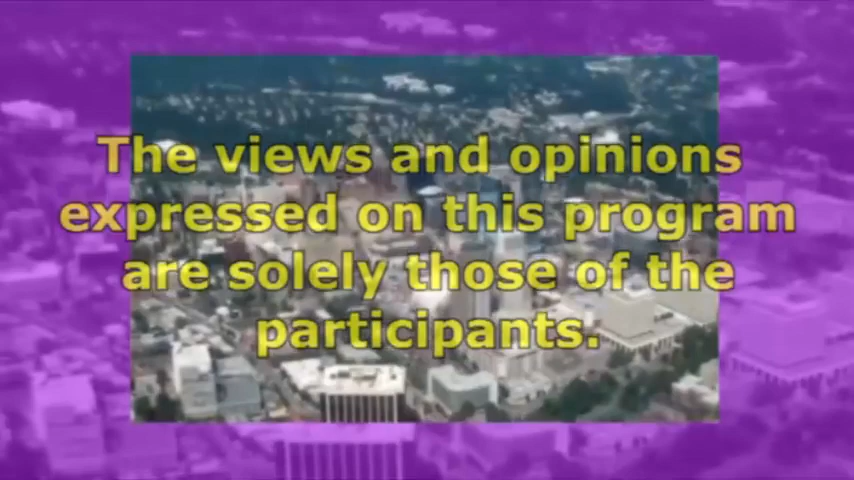 The views and opinions
expressed on this program
are solely those of the
participants.